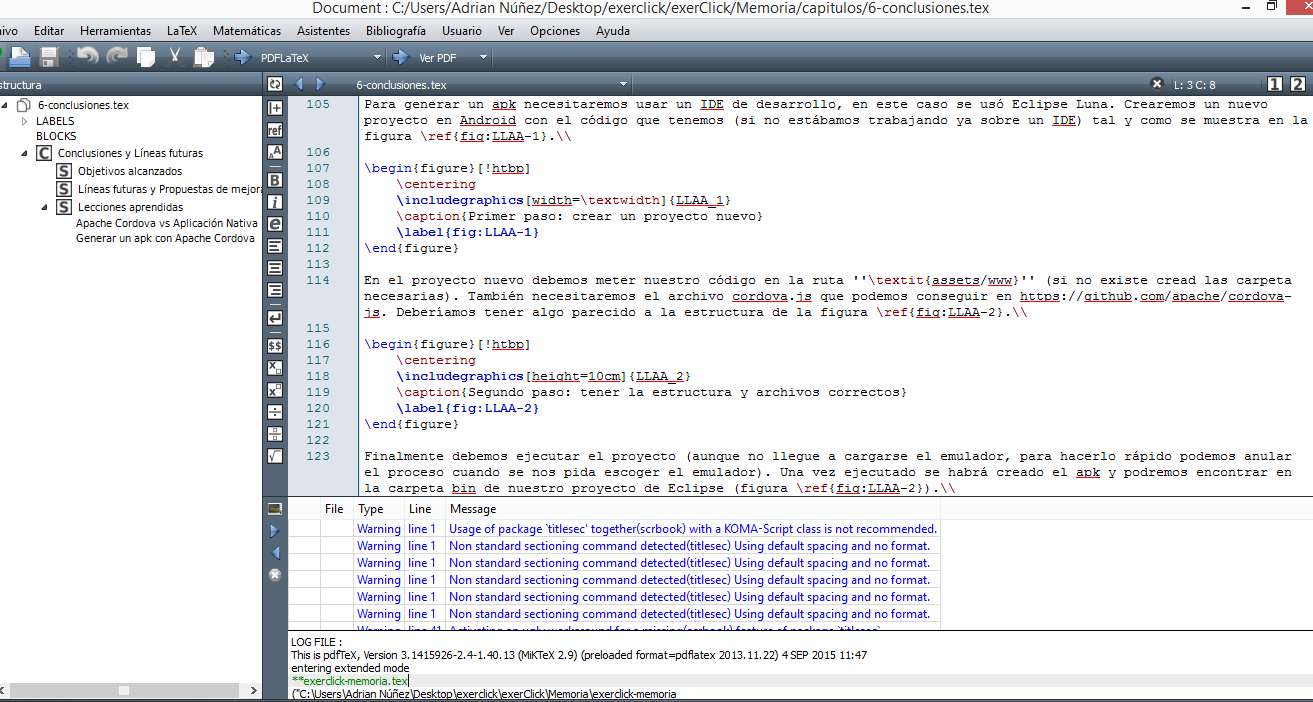 Document : C:/Users/Adrian Núñez/Desktop/exerclick/exerClick/Memoria/capitulos/6-conclusiones.tex
ivo Editar Herramientas LaTeX Matemáticas Asistentes Bibliografía Usuario Ver Opciones Ayuda
PDFLaTeX Ver PDF
structura 6-conclusiones.tex L: 3 C: 8 1 2
6-conclusiones.tex
LABELS
BLOCKS
C Conclusiones y Líneas futuras
S Objetivos alcanzados
S Líneas futuras y Propuestas de mejora
S Lecciones aprendidas
Apache Cordova vs Aplicación Nativa
Generar un apk con Apache Cordova
ref
A
B
i
e
$$
105 Para generar un apk necesitaremos usar un IDE de desarrollo, en este caso se usó Eclipse Luna. Crearemos un nuevo
proyecto en Android con el código que tenemos (si no estábamos trabajando ya sobre un IDE) tal y como se muestra en la
figura \ref{fig:LLAA-1}.\\
106
107 \begin{figure}[!htbp]
108 \centering
109 \includegraphics[width=\textwidth]{LLAA_1}
110 \caption{Primer paso: crear un proyecto nuevo}
111 \label{fig:LLAA-1}
112 \end{figure}
113
114 En el proyecto nuevo debemos meter nuestro código en la ruta ''\textit{assets/www}'' (si no existe cread las carpeta
necesarias). También necesitaremos el archivo cordova.js que podemos conseguir en https://github.com/apache/cordova-
js. Deberíamos tener algo parecido a la estructura de la figura \ref{fig:LLAA-2}.\\
115
116 \begin{figure}[!htbp]
117 \centering
118 \includegraphics[height=10cm]{LLAA_2}
119 \caption{Segundo paso: tener la estructura y archivos correctos}
120 \label{fig:LLAA-2}
121 \end{figure}
122
123 Finalmente debemos ejecutar el proyecto (aunque no llegue a cargarse el emulador, para hacerlo rápido podemos anular
el proceso cuando se nos pida escoger el emulador). Una vez ejecutado se habrá creado el apk y podremos encontrar en
la carpeta bin de nuestro proyecto de Eclipse (figura \ref{fig:LLAA-2}).\\
File Type Line Message
Warning line 1 Usage of package `titlesec' together(scrbook) with a KOMA-Script class is not recommended.
Warning line 1 Non standard sectioning command detected(titlesec) Using default spacing and no format.
Warning line 1 Non standard sectioning command detected(titlesec) Using default spacing and no format.
Warning line 1 Non standard sectioning command detected(titlesec) Using default spacing and no format.
Warning line 1 Non standard sectioning command detected(titlesec) Using default spacing and no format.
Warning line 1 Non standard sectioning command detected(titlesec) Using default spacing and no format.
Warning line 41 Activating an ugly workaround for a missing(scrbook) feature of package `titlesec'.
LOG FILE :
This is pdfTeX, Version 3.1415926-2.4-1.40.13 (MiKTeX 2.9) (preloaded format=pdflatex 2013.11.22) 4 SEP 2015 11:47
entering extended mode
**exerclick-memoria.tex
("C:\Users\Adrian Núñez\Desktop\exerclick\exerClick\Memoria\exerclick-memoria